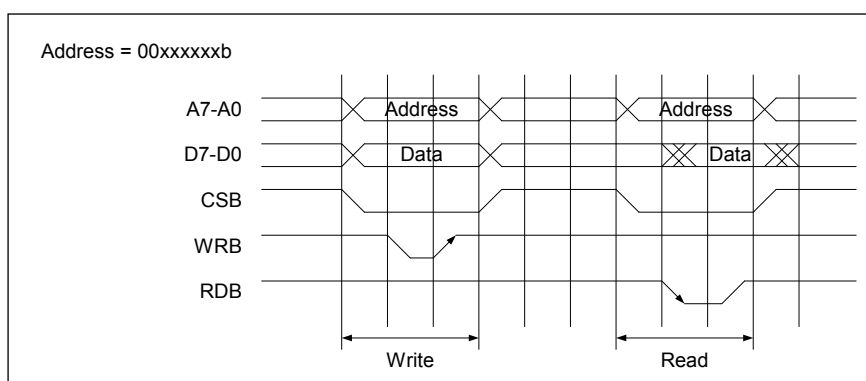 Address = 00xxxxxxb
A7-A0 Address Address
D7-D0 Data Data
CSB
WRB
RDB
Write Read